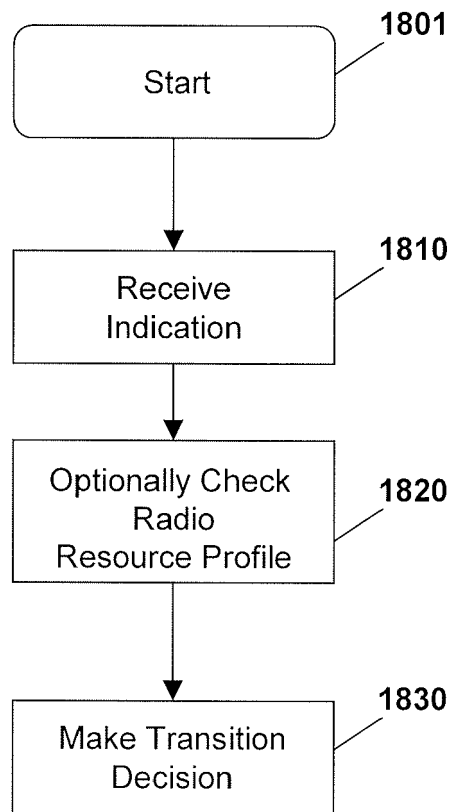 1801
Start
1810
Receive
Indication
1820
Optionally Check
Radio
Resource Profile
1830
Make Transition
Decision